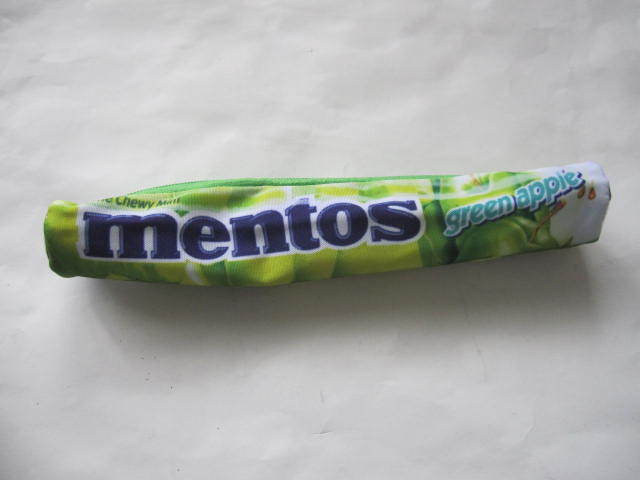 Chewy Mint
mentos
green apple